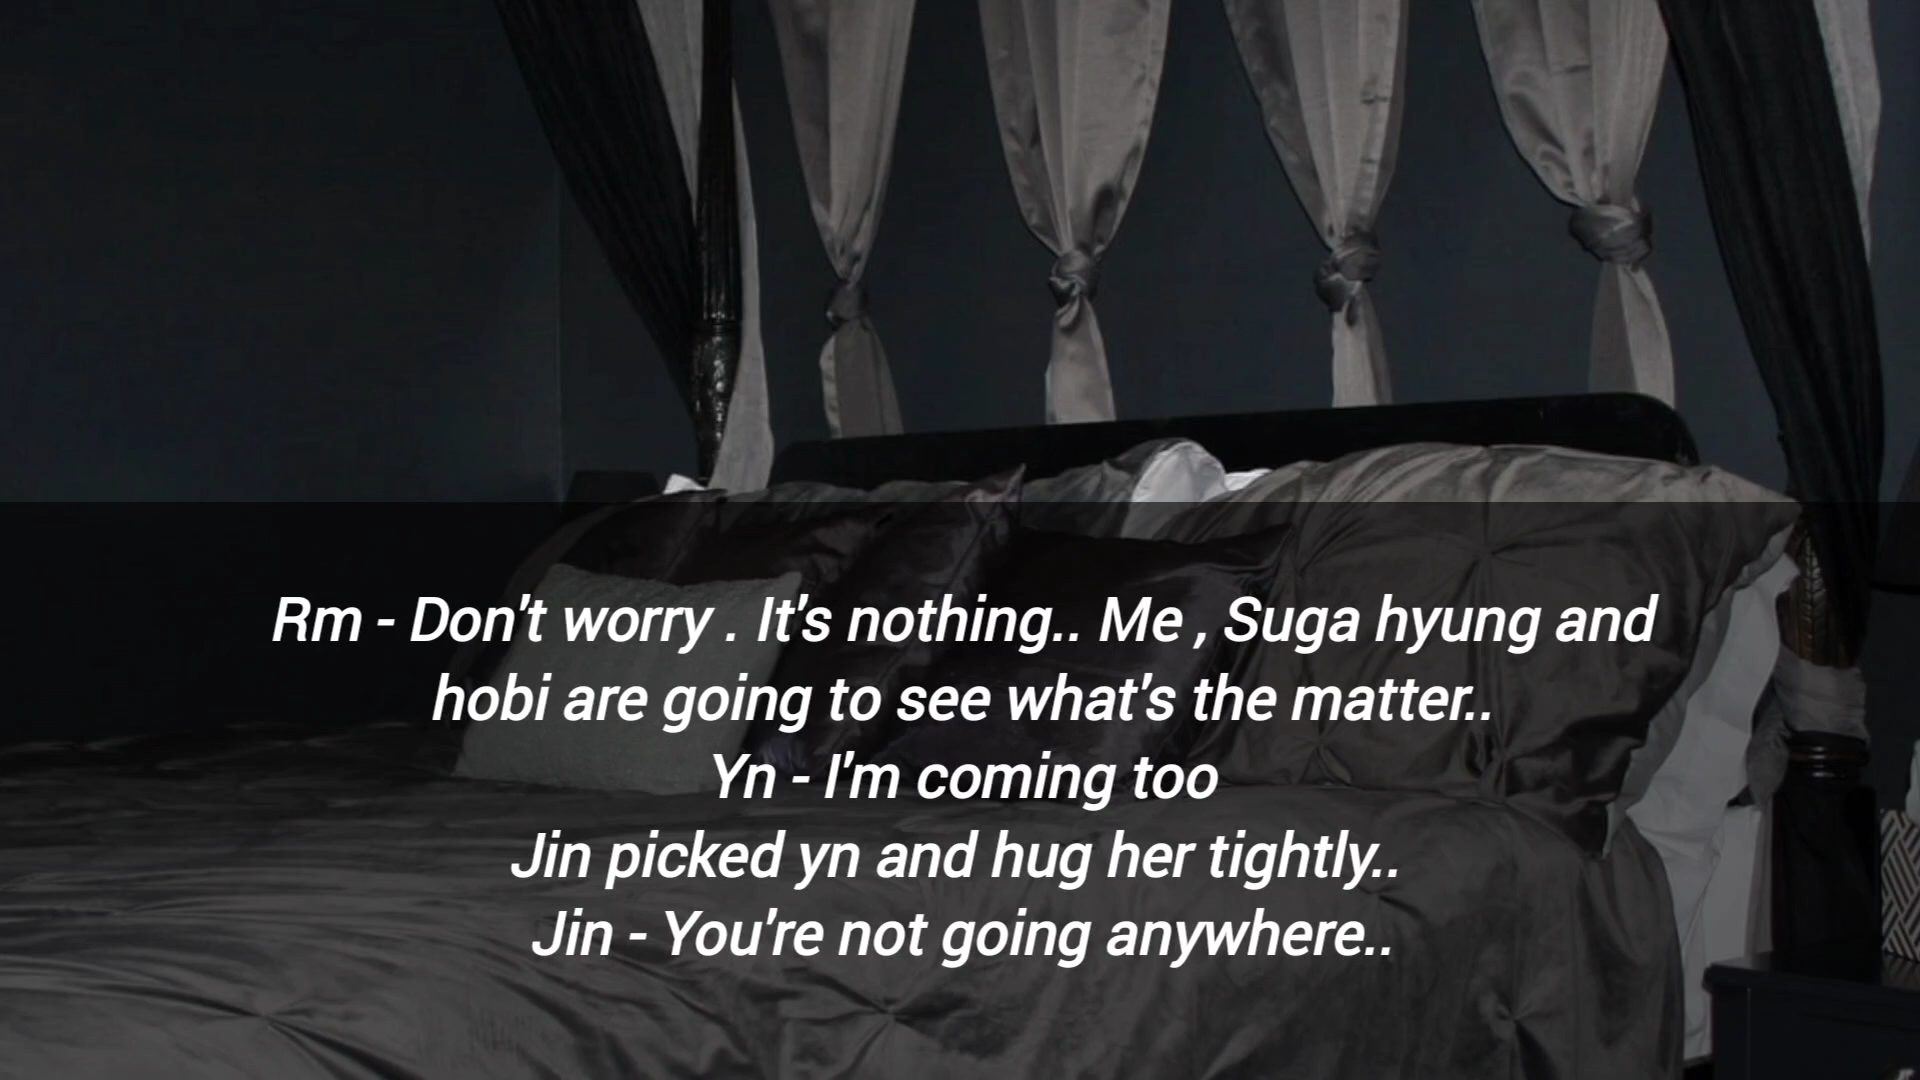 Rm - Don't worry . It's nothing.. Me , Suga hyung and
hobi are going to see what's the matter..
Yn - I'm coming too
Jin picked yn and hug her tightly..
Jin - You're not going anywhere..